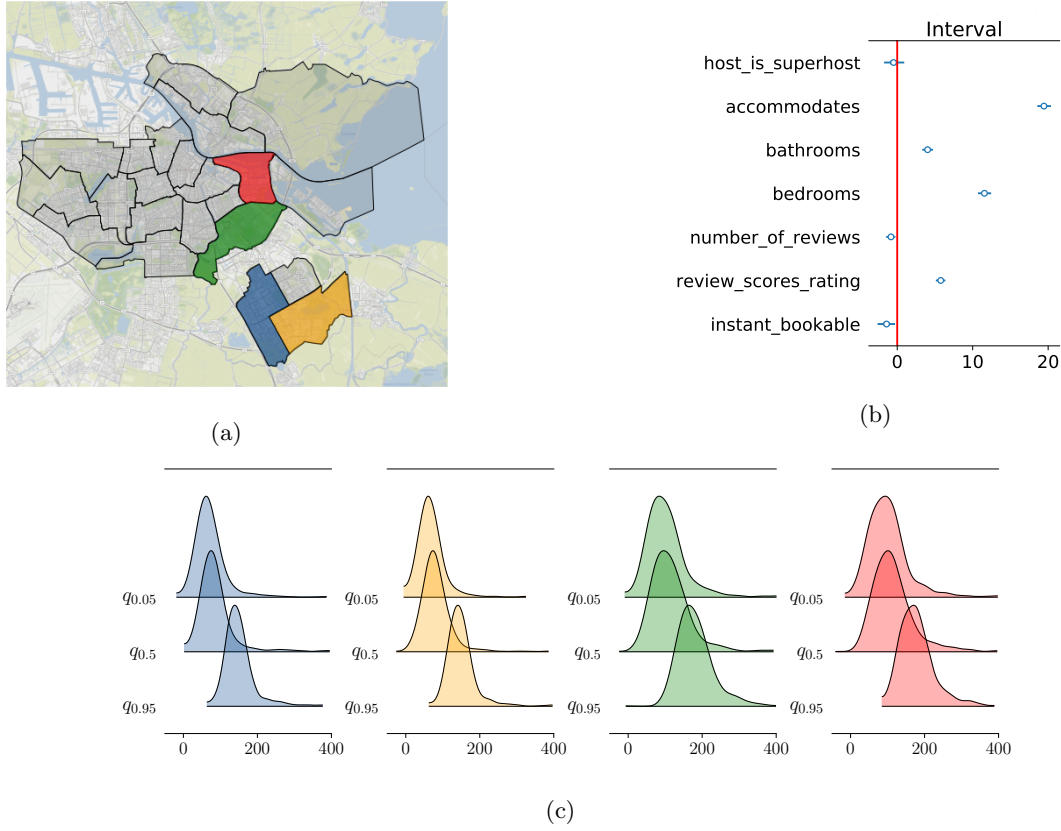 Interval
host_is_superhost
accommodates
bathrooms
bedrooms
number_of_reviews
review_scores_rating
instant_bookable
0 10 20
(a)
(b)
q0.05 q0.05 q0.05 q0.05
q0.5 q0.5 q0.5 q0.5
q0.95 q0.95 q0.95 q0.95
0 200 400 0 200 400 0 200 400 0 200 400
(c)